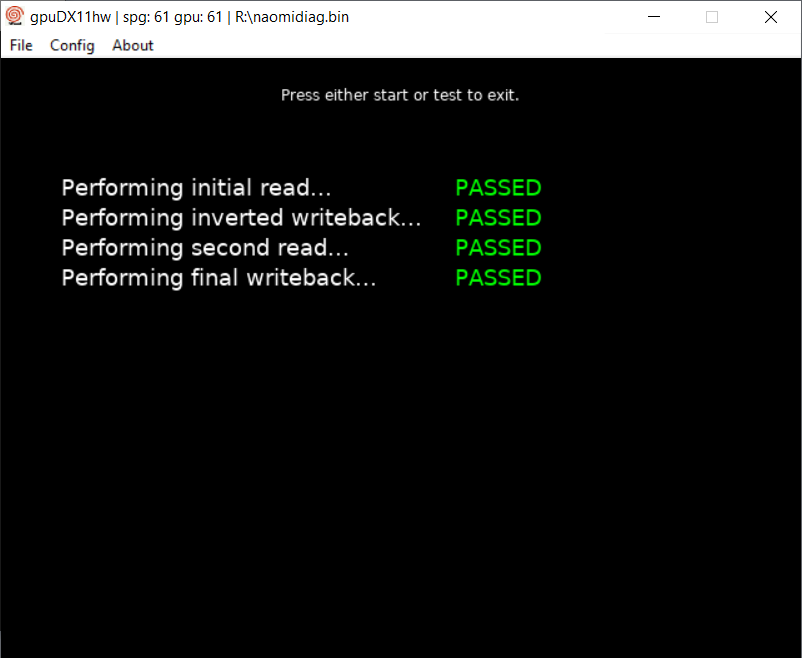 gpuDX11hw | spg: 61 gpu: 61 | R:\naomidiag.bin
File Config About
Press either start or test to exit.
Performing initial read... PASSED
Performing inverted writeback... PASSED
Performing second read... PASSED
Performing final writeback... PASSED